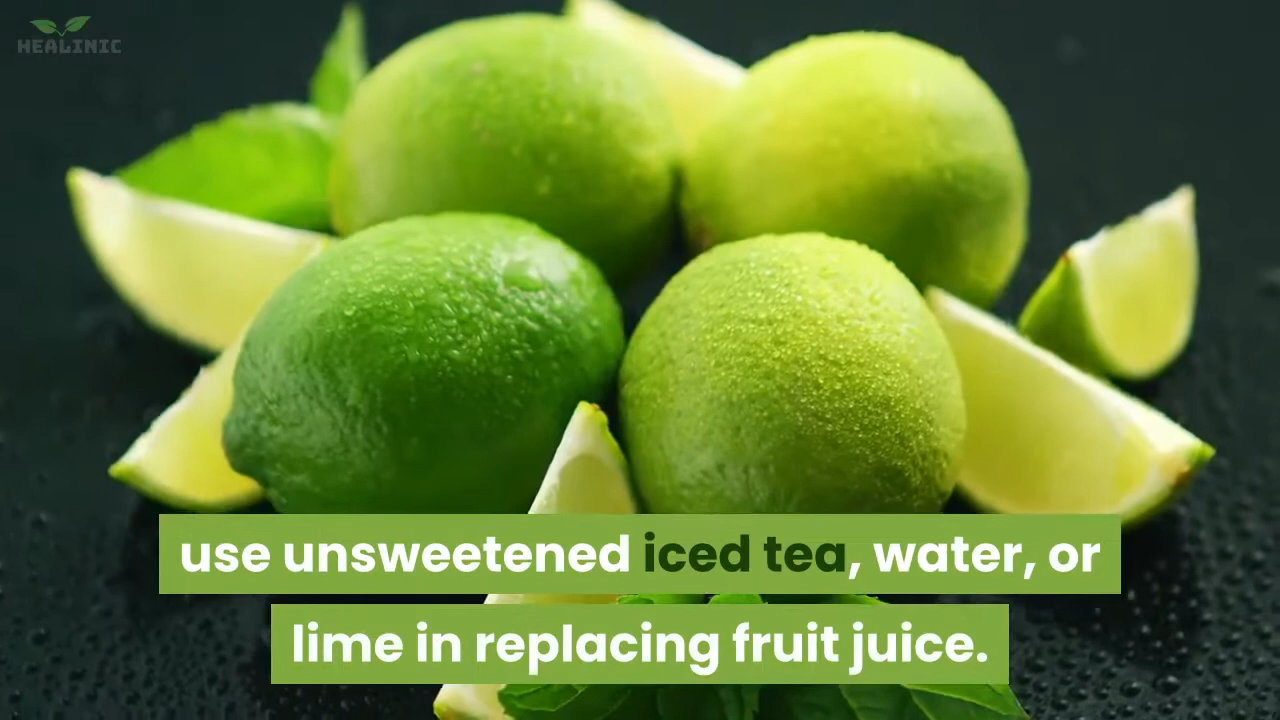 HEALINIC
use unsweetened iced tea, water, or
lime in replacing fruit juice.